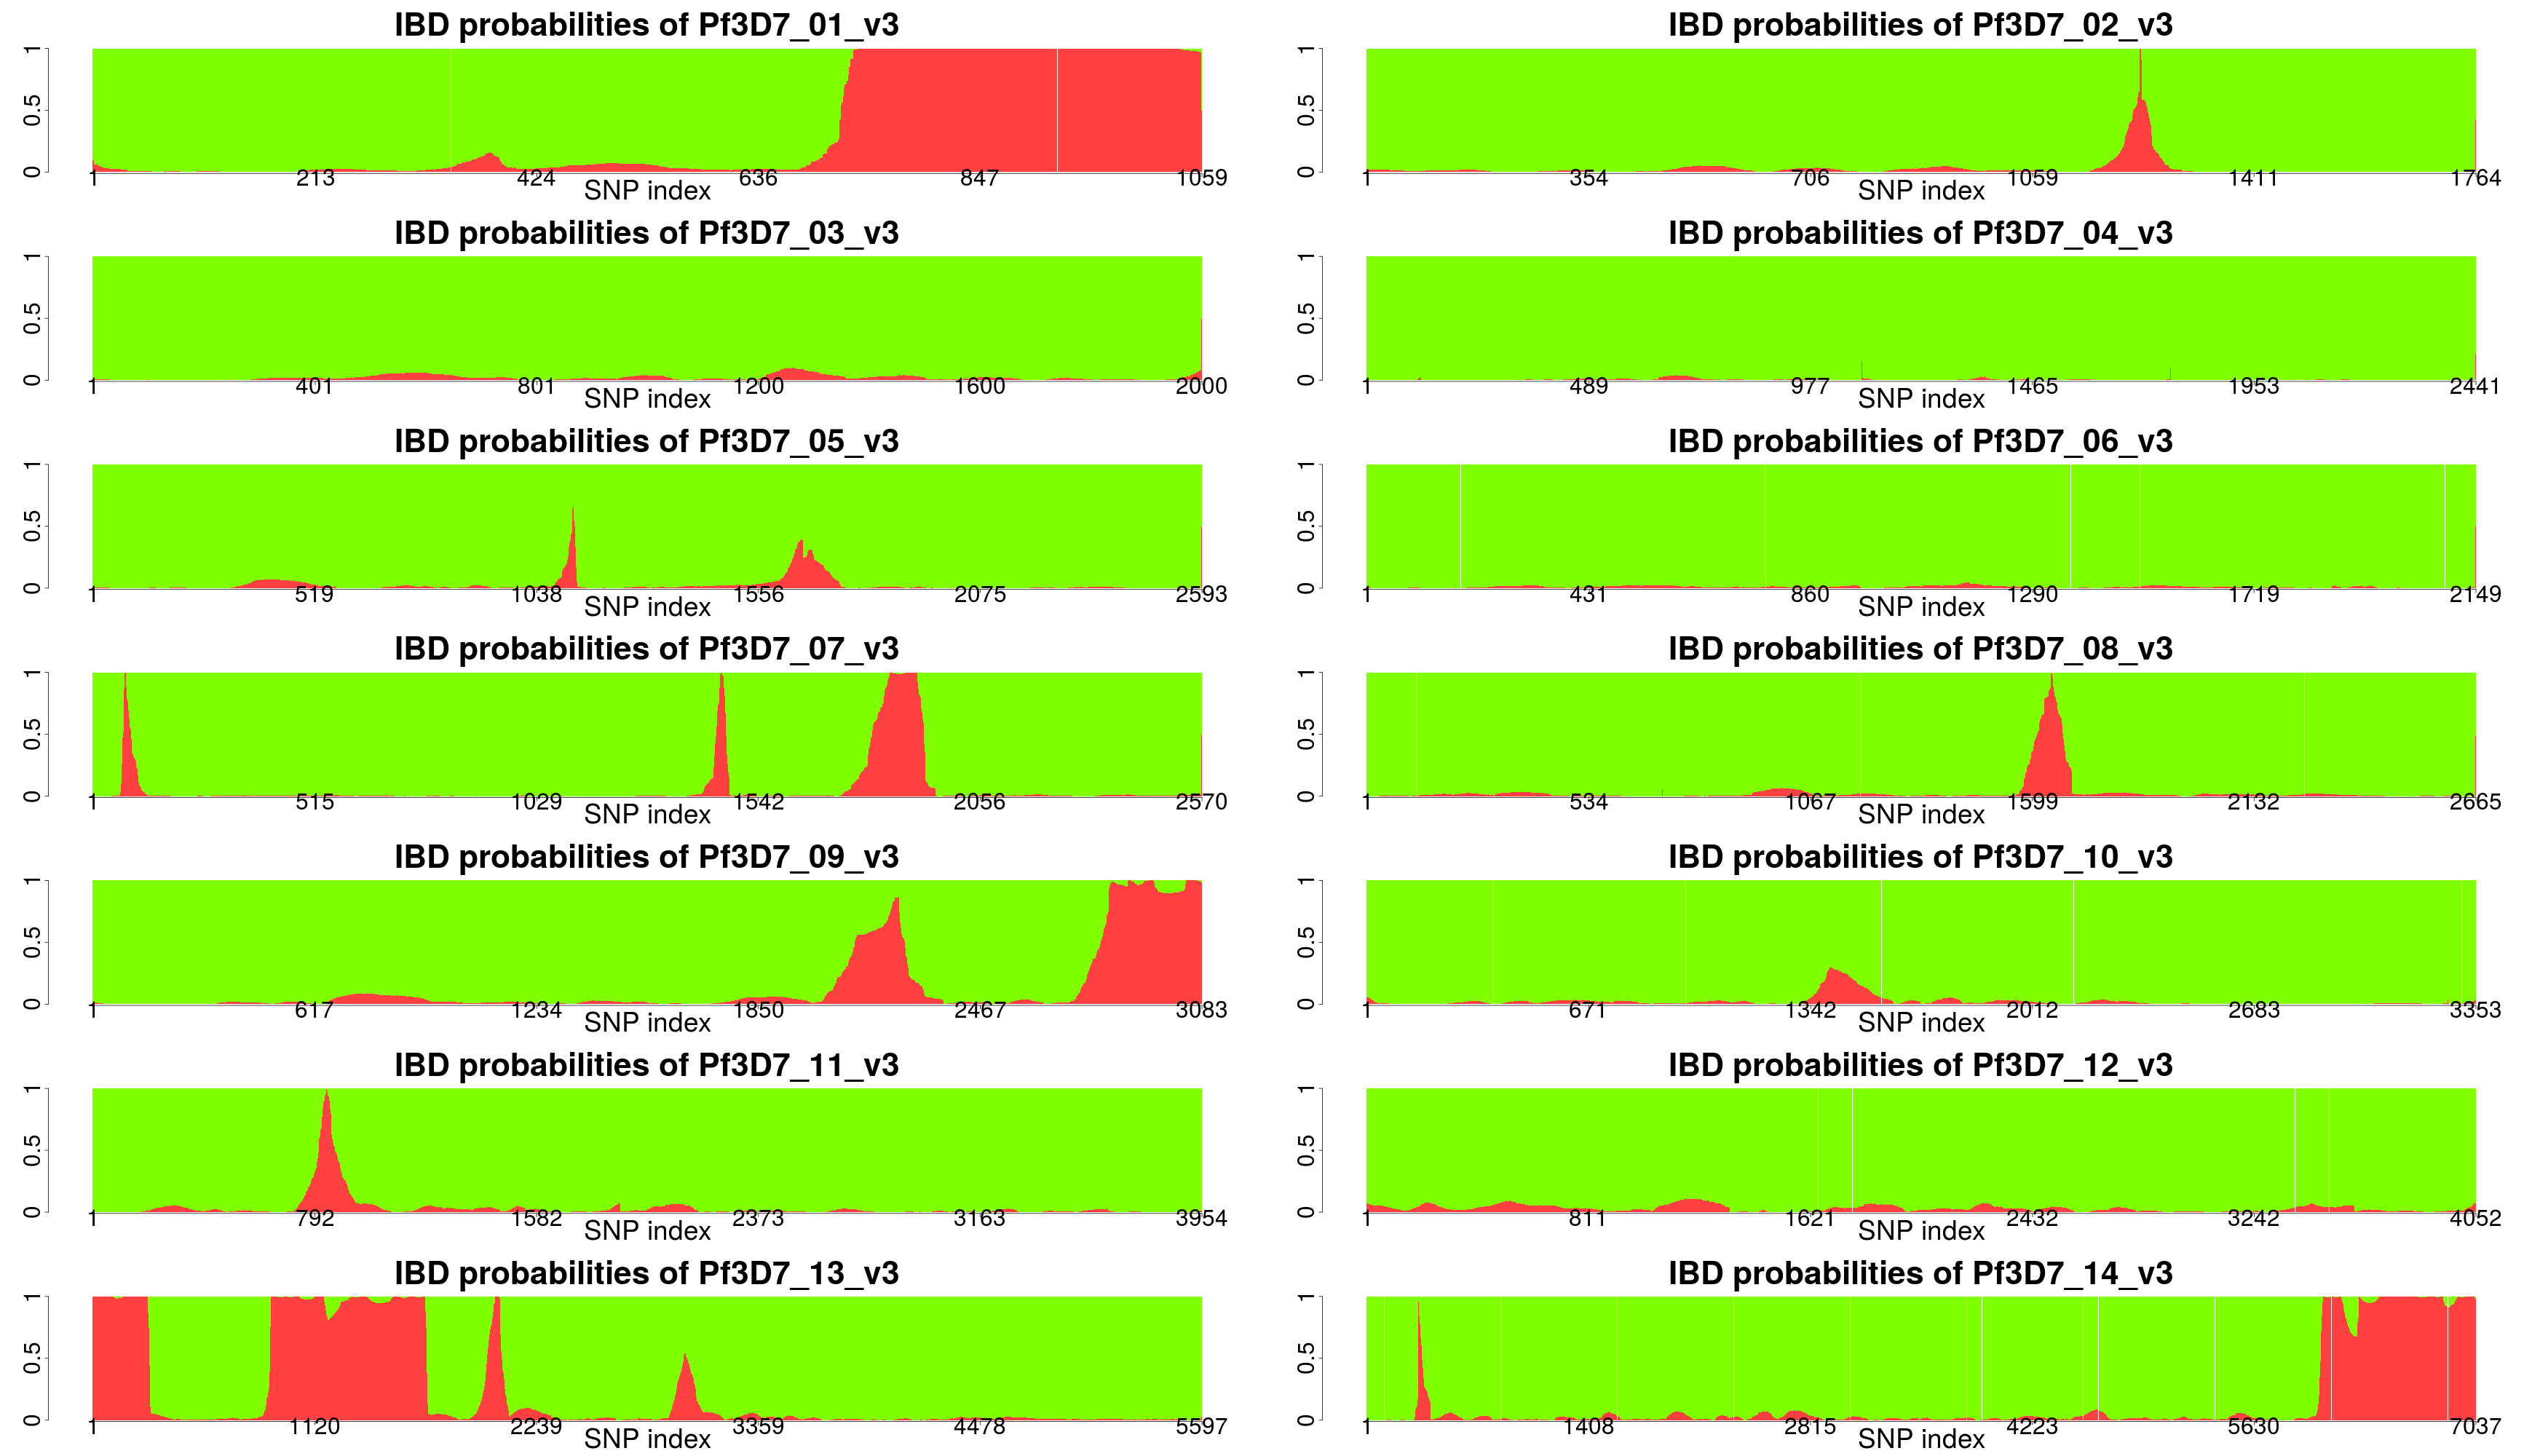 IBD probabilities of Pf3D7_01_v3
0 0.5 1
1 213 424 636 847 1059
SNP index
IBD probabilities of Pf3D7_02_v3
0 0.5 1
1 354 706 1059 1411 1764
SNP index
IBD probabilities of Pf3D7_03_v3
0 0.5 1
1 401 801 1200 1600 2000
SNP index
IBD probabilities of Pf3D7_04_v3
0 0.5 1
1 489 977 1465 1953 2441
SNP index
IBD probabilities of Pf3D7_05_v3
0 0.5 1
1 519 1038 1556 2075 2593
SNP index
IBD probabilities of Pf3D7_06_v3
0 0.5 1
1 431 860 1290 1719 2149
SNP index
IBD probabilities of Pf3D7_07_v3
0 0.5 1
1 515 1029 1542 2056 2570
SNP index
IBD probabilities of Pf3D7_08_v3
0 0.5 1
1 534 1067 1599 2132 2665
SNP index
IBD probabilities of Pf3D7_09_v3
0 0.5 1
1 617 1234 1850 2467 3083
SNP index
IBD probabilities of Pf3D7_10_v3
0 0.5 1
1 671 1342 2012 2683 3353
SNP index
IBD probabilities of Pf3D7_11_v3
0 0.5 1
1 792 1582 2373 3163 3954
SNP index
IBD probabilities of Pf3D7_12_v3
0 0.5 1
1 811 1621 2432 3242 4052
SNP index
IBD probabilities of Pf3D7_13_v3
0 0.5 1
1 1120 2239 3359 4478 5597
SNP index
IBD probabilities of Pf3D7_14_v3
0 0.5 1
1 1408 2815 4223 5630 7037
SNP index